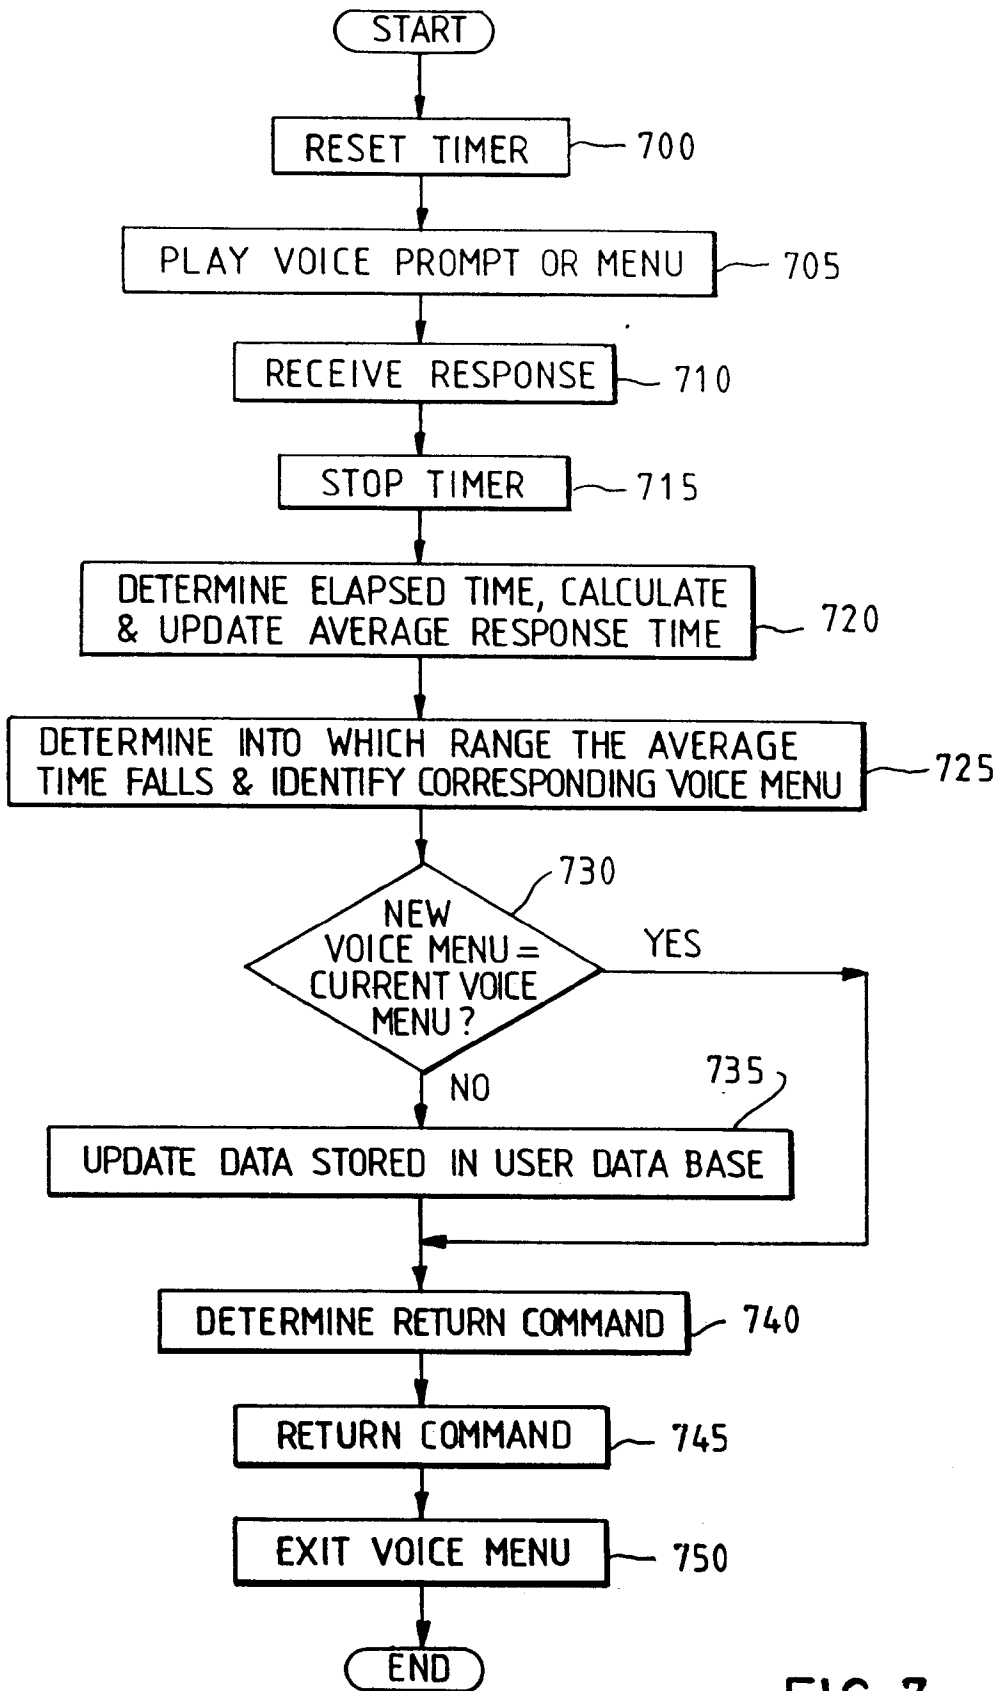 START
RESET TIMER
700
PLAY VOICE PROMPT OR MENU
705
RECEIVE RESPONSE
710
STOP TIMER
715
DETERMINE ELAPSED TIME, CALCULATE
& UPDATE AVERAGE RESPONSE TIME
720
DETERMINE INTO WHICH RANGE THE AVERAGE
TIME FALLS & IDENTIFY CORRESPONDING VOICE MENU
725
730
NEW
VOICE MENU =
CURRENT VOICE
MENU ?
YES
NO
735
UPDATE DATA STORED IN USER DATA BASE
DETERMINE RETURN COMMAND
740
RETURN COMMAND
745
EXIT VOICE MENU
750
END
FIG. 7